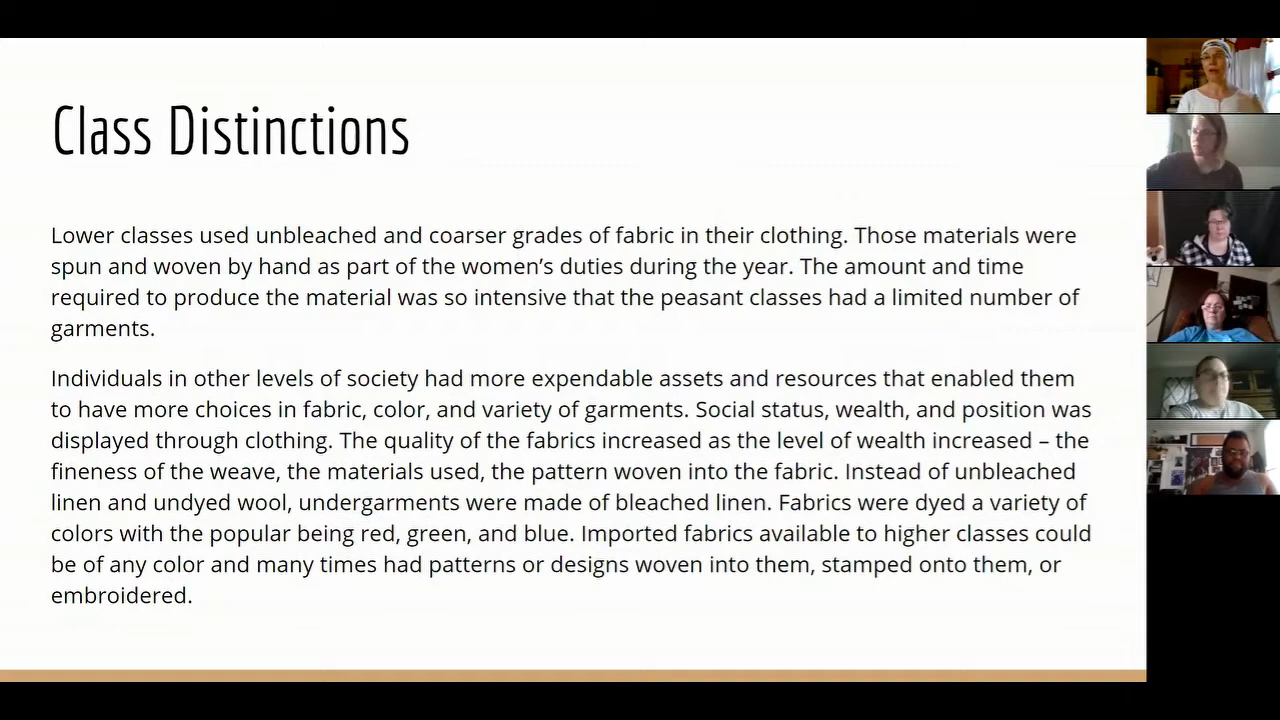 Class Distinctions
Lower classes used unbleached and coarser grades of fabric in their clothing. Those materials were
spun and woven by hand as part of the women’s duties during the year. The amount and time
required to produce the material was so intensive that the peasant classes had a limited number of
garments.
Individuals in other levels of society had more expendable assets and resources that enabled them
to have more choices in fabric, color, and variety of garments. Social status, wealth, and position was
displayed through clothing. The quality of the fabrics increased as the level of wealth increased – the
fineness of the weave, the materials used, the pattern woven into the fabric. Instead of unbleached
linen and undyed wool, undergarments were made of bleached linen. Fabrics were dyed a variety of
colors with the popular being red, green, and blue. Imported fabrics available to higher classes could
be of any color and many times had patterns or designs woven into them, stamped onto them, or
embroidered.